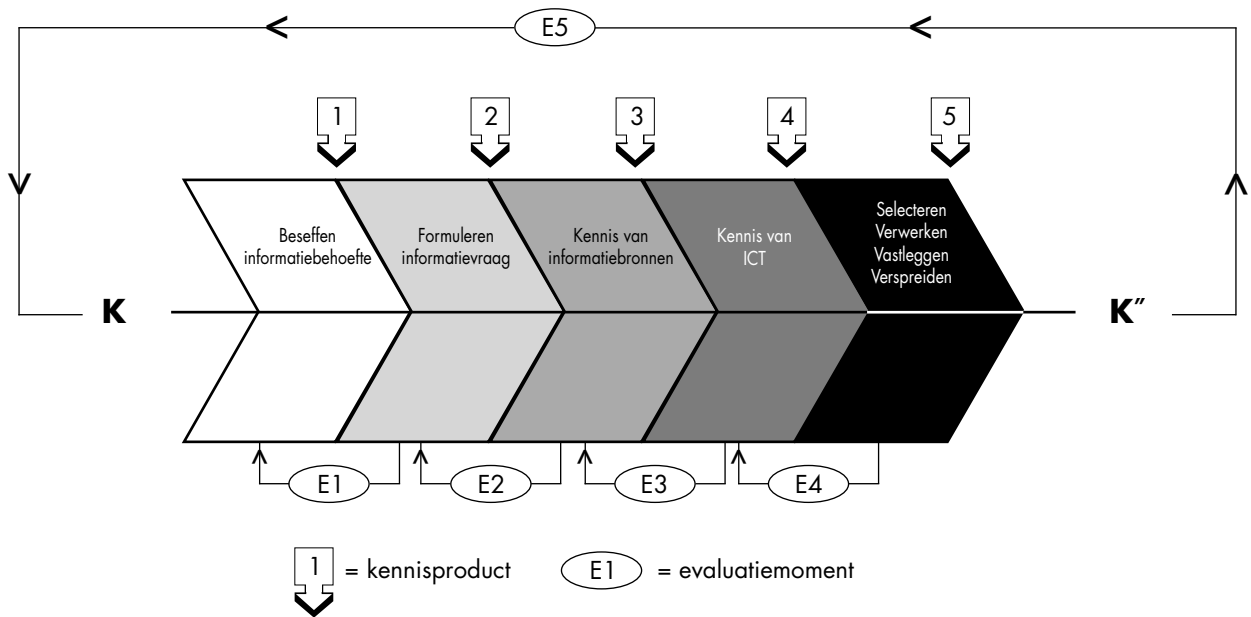 E5
1
2
3
4
5
Beseffen
informatiebehoefte
Formuleren
informatievraag
Kennis van
informatiebronnen
Kennis van
ICT
Selecteren
Verwerken
Vastleggen
Verspreiden
K
K″
E1
E2
E3
E4
1 = kennisproduct
E1 = evaluatiemoment